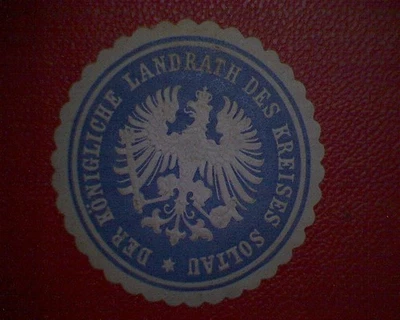 DER KÖNIGLICHE LANDRATH DES KREISES SOLTAU